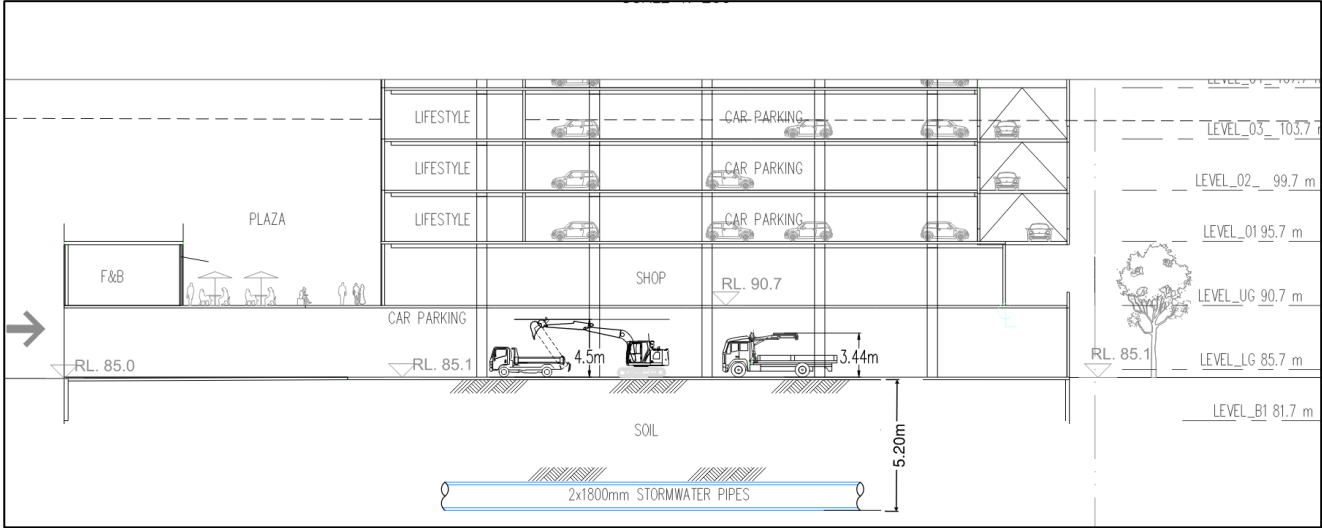 LIFESTYLE
CAR PARKING
LEVEL_03_ 103.7
LIFESTYLE
CAR PARKING
LEVEL_02_ 99.7 m
PLAZA
LIFESTYLE
CAR PARKING
LEVEL_01 95.7 m
F&B
SHOP
RL. 90.7
LEVEL_UG 90.7 m
CAR PARKING
4.5m
3.44m
RL. 85.0
RL. 85.1
RL. 85.1
LEVEL_LG 85.7 m
LEVEL_B1 81.7 m
SOIL
5.20m
2x1800mm STORMWATER PIPES